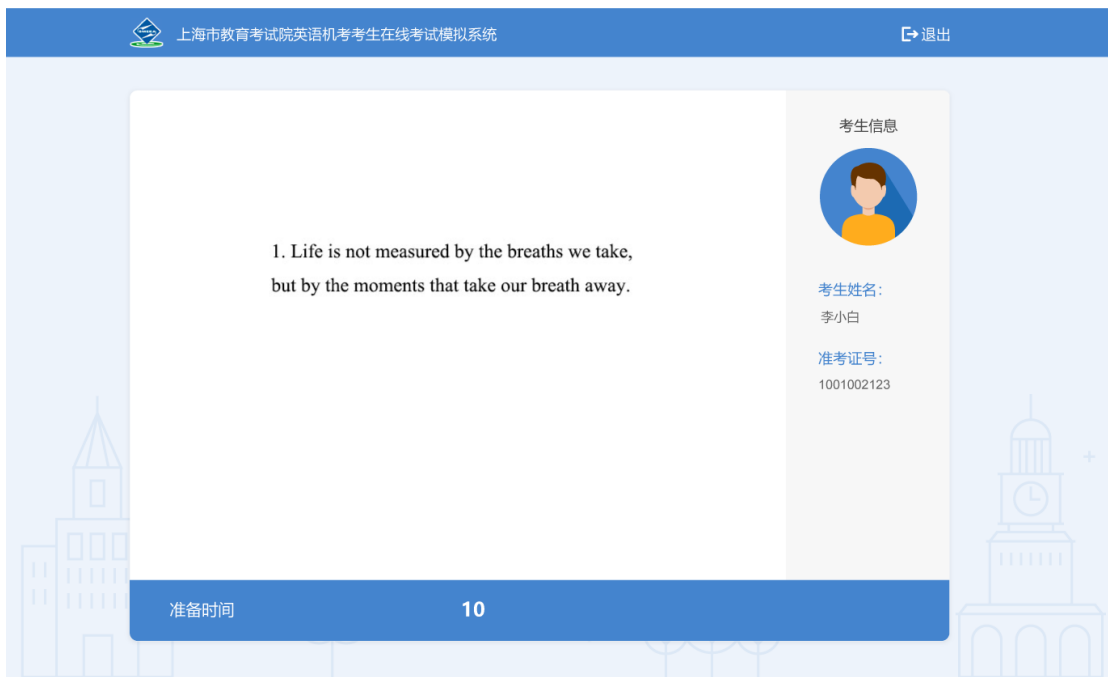 上海市教育考试院英语机考考生在线考试模拟系统
退出
考生信息
1. Life is not measured by the breaths we take,
but by the moments that take our breath away.
考生姓名：
李小白
准考证号：
1001002123
准备时间
10